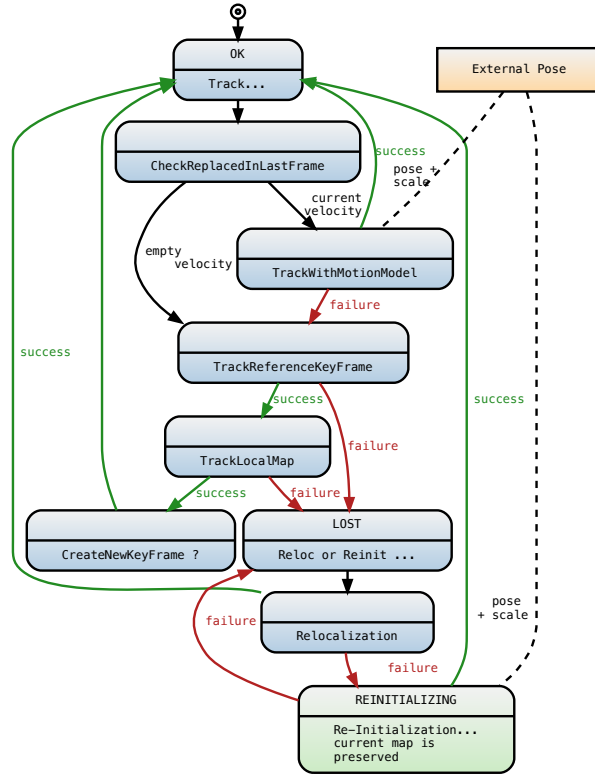 OK
External Pose
Track...
success
pose +
scale
CheckReplacedInLastFrame
current
velocity
empty
velocity
TrackWithMotionModel
failure
success
TrackReferenceKeyFrame
success
success
failure
TrackLocalMap
success
failure
LOST
CreateNewKeyFrame ?
Reloc or Reinit ...
pose
+ scale
failure
Relocalization
failure
REINITIALIZING
Re-Initialization...
current map is
preserved